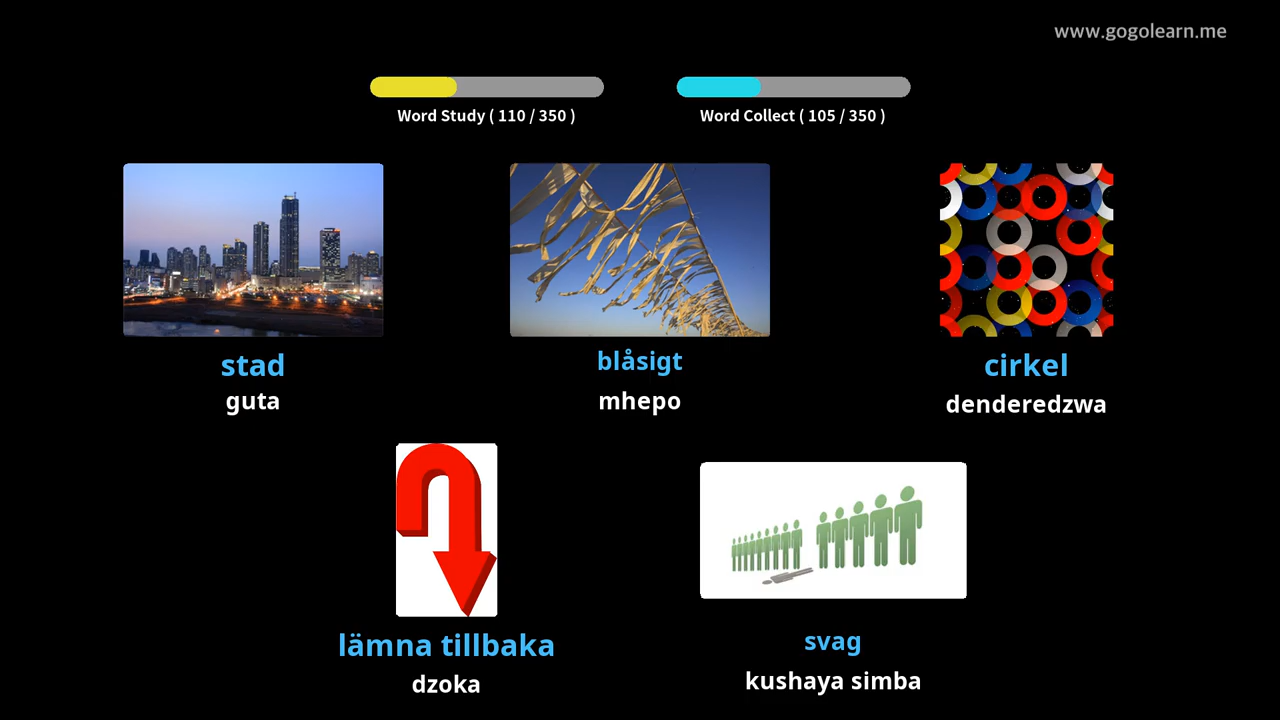 www.gogolearn.me
Word Study ( 110 / 350 )
Word Collect ( 105 / 350 )
stad
guta
blåsigt
mhepo
cirkel
denderedzwa
lämna tillbaka
dzoka
svag
kushaya simba